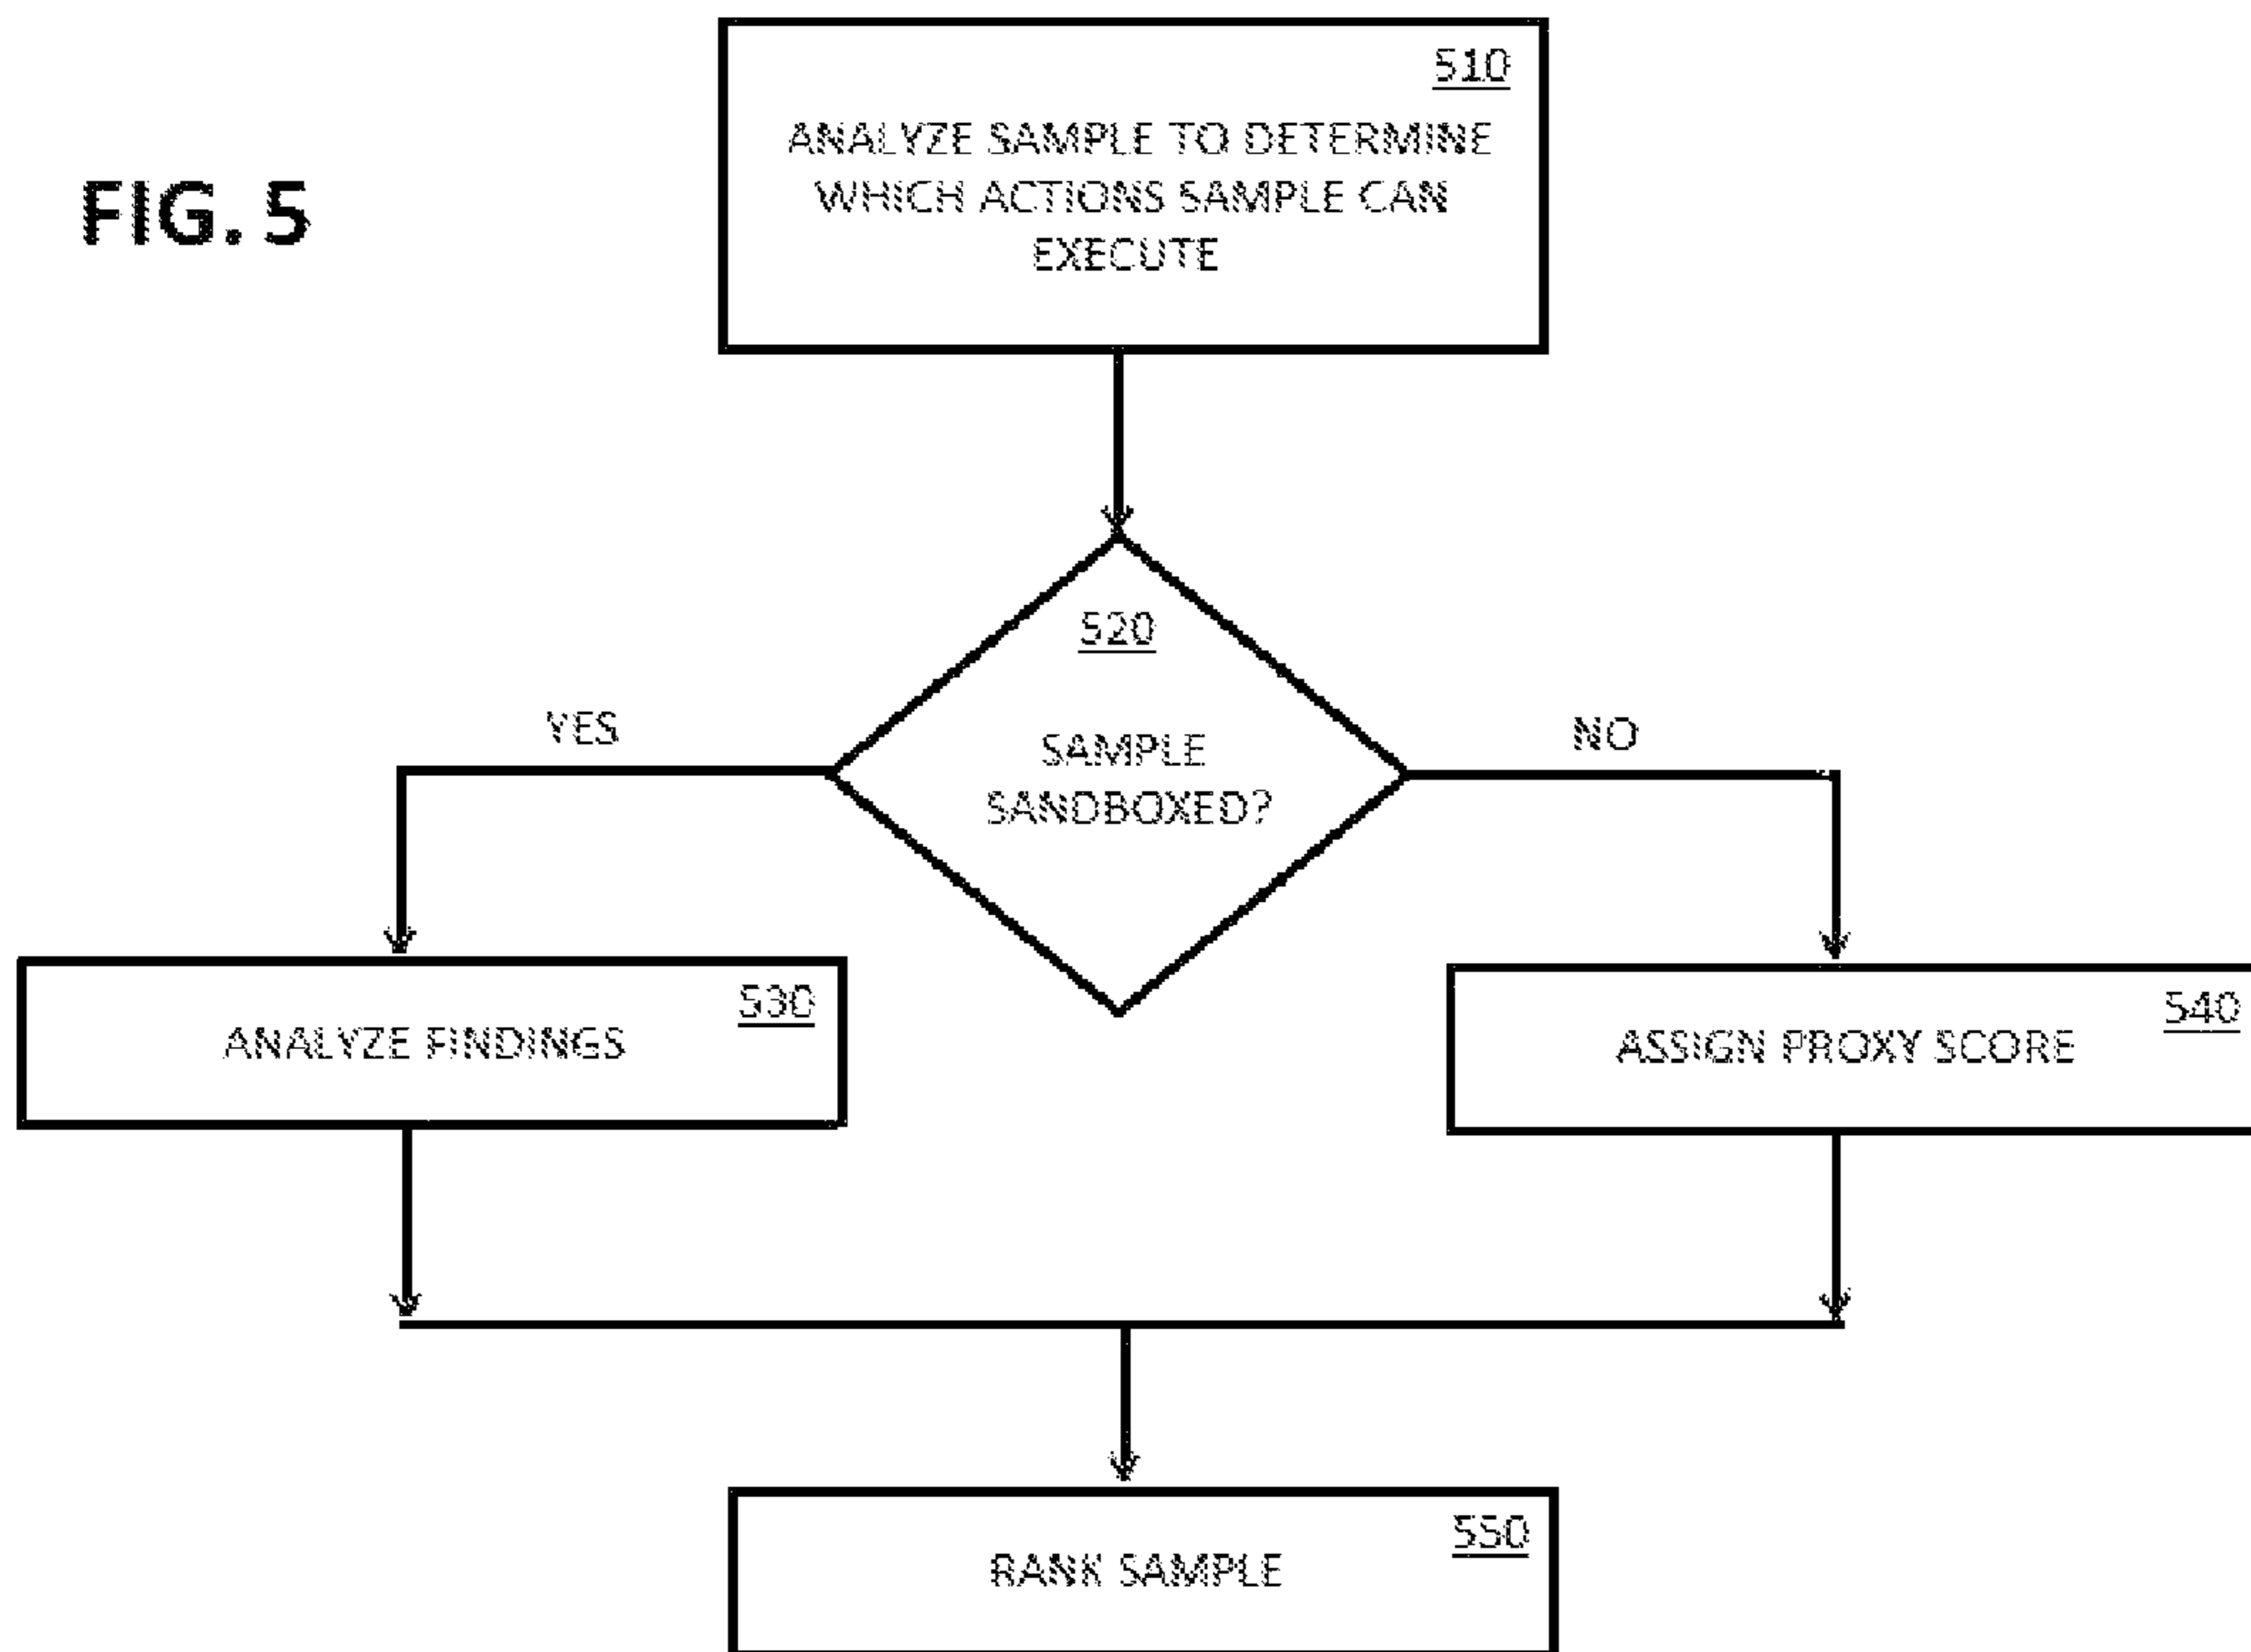 FIG. 5
510
ANALYZE SAMPLE TO DETERMINE
WHICH ACTIONS SAMPLE CAN
EXECUTE
520
SAMPLE
SANDBOXED?
YES
NO
530
ANALYZE FINDINGS
540
ASSIGN PROXY SCORE
550
RANK SAMPLE